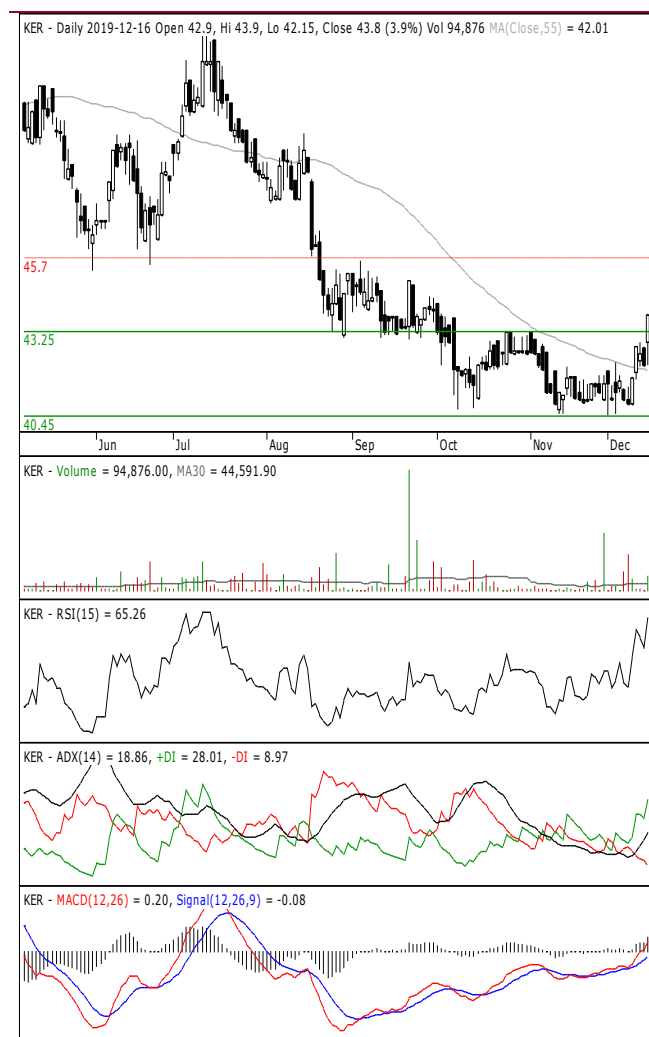 KER - Daily 2019-12-16 Open 42.9, Hi 43.9, Lo 42.15, Close 43.8 (3.9%) Vol 94,876 MA(Close,55) = 42.01
45.7
43.25
40.45
Jun Jul Aug Sep Oct Nov Dec
KER - Volume = 94,876.00, MA30 = 44,591.90
KER - RSI(15) = 65.26
KER - ADX(14) = 18.86, +DI = 28.01, -DI = 8.97
KER - MACD(12,26) = 0.20, Signal(12,26,9) = -0.08